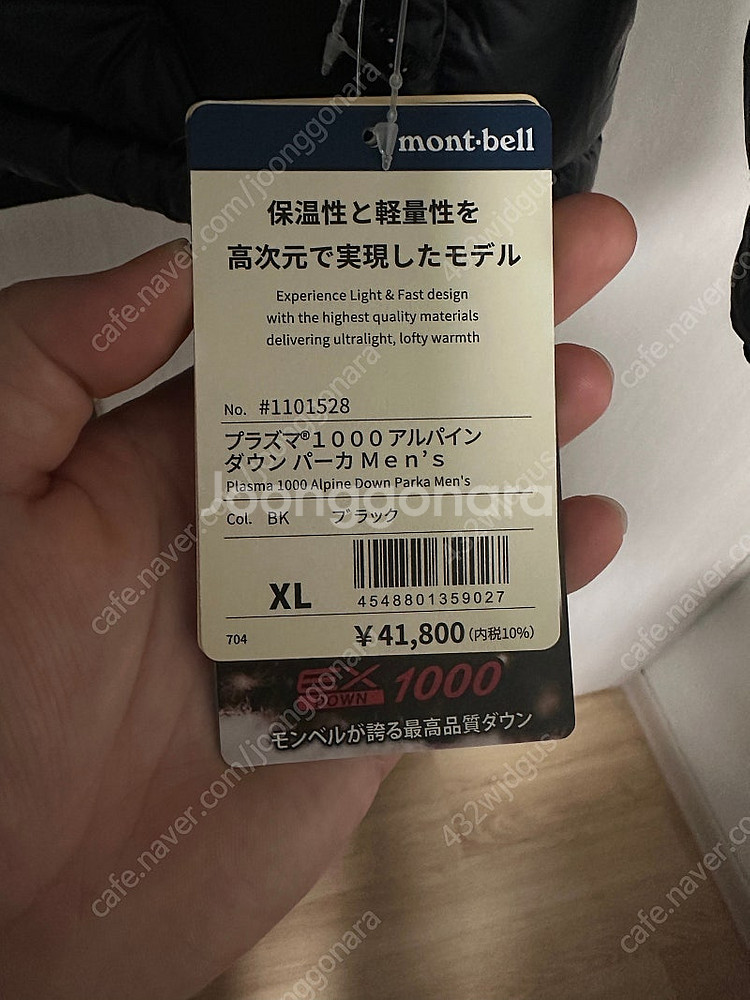 mont-bell
保温性と軽量性を
高次元で実現したモデル
Experience Light & Fast design
with the highest quality materials
delivering ultralight, lofty warmth
No. #1101528
プラズマ®１０００アルパイン
ダウン パーカ Ｍｅｎ’ｓ
Plasma 1000 Alpine Down Parka Men's
Joonggonara
Col. BK ブラック
XL
4548801359027
704 ¥41,800(内税10%)
EX DOWN 1000
モンベルが誇る最高品質ダウン
cafe.naver.com/joonggonara
432wjdgus